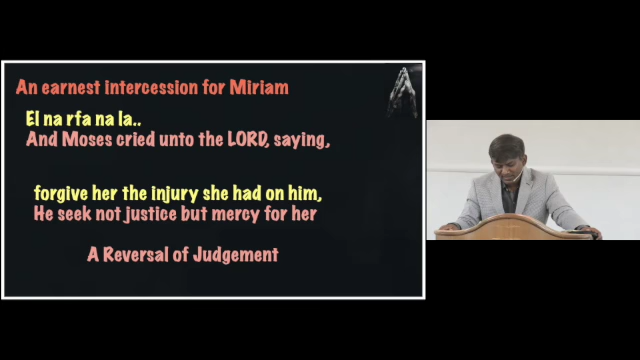 An earnest intercession for Miriam
El na rfa na la..
And Moses cried unto the LORD, saying,
forgive her the injury she had on him,
He seek not justice but mercy for her
A Reversal of Judgement